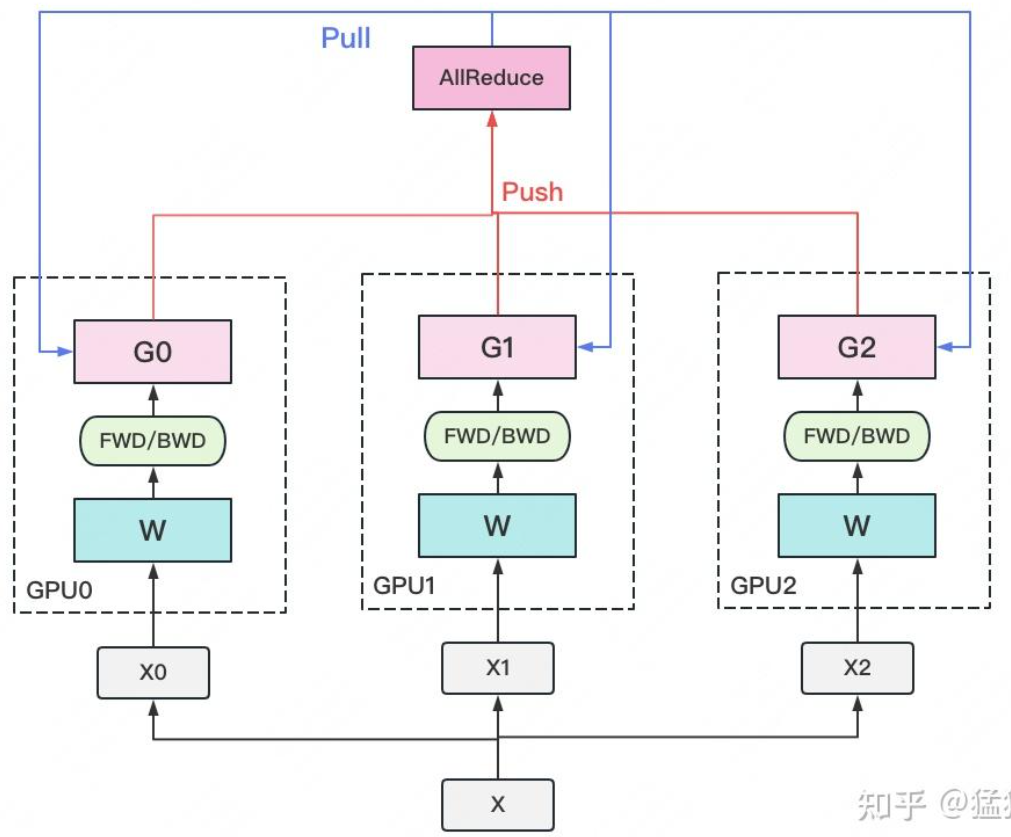 Pull
AllReduce
Push
G0
G1
G2
FWD/BWD
FWD/BWD
FWD/BWD
W
W
W
GPU0
GPU1
GPU2
X0
X1
X2
X
知乎 @猛